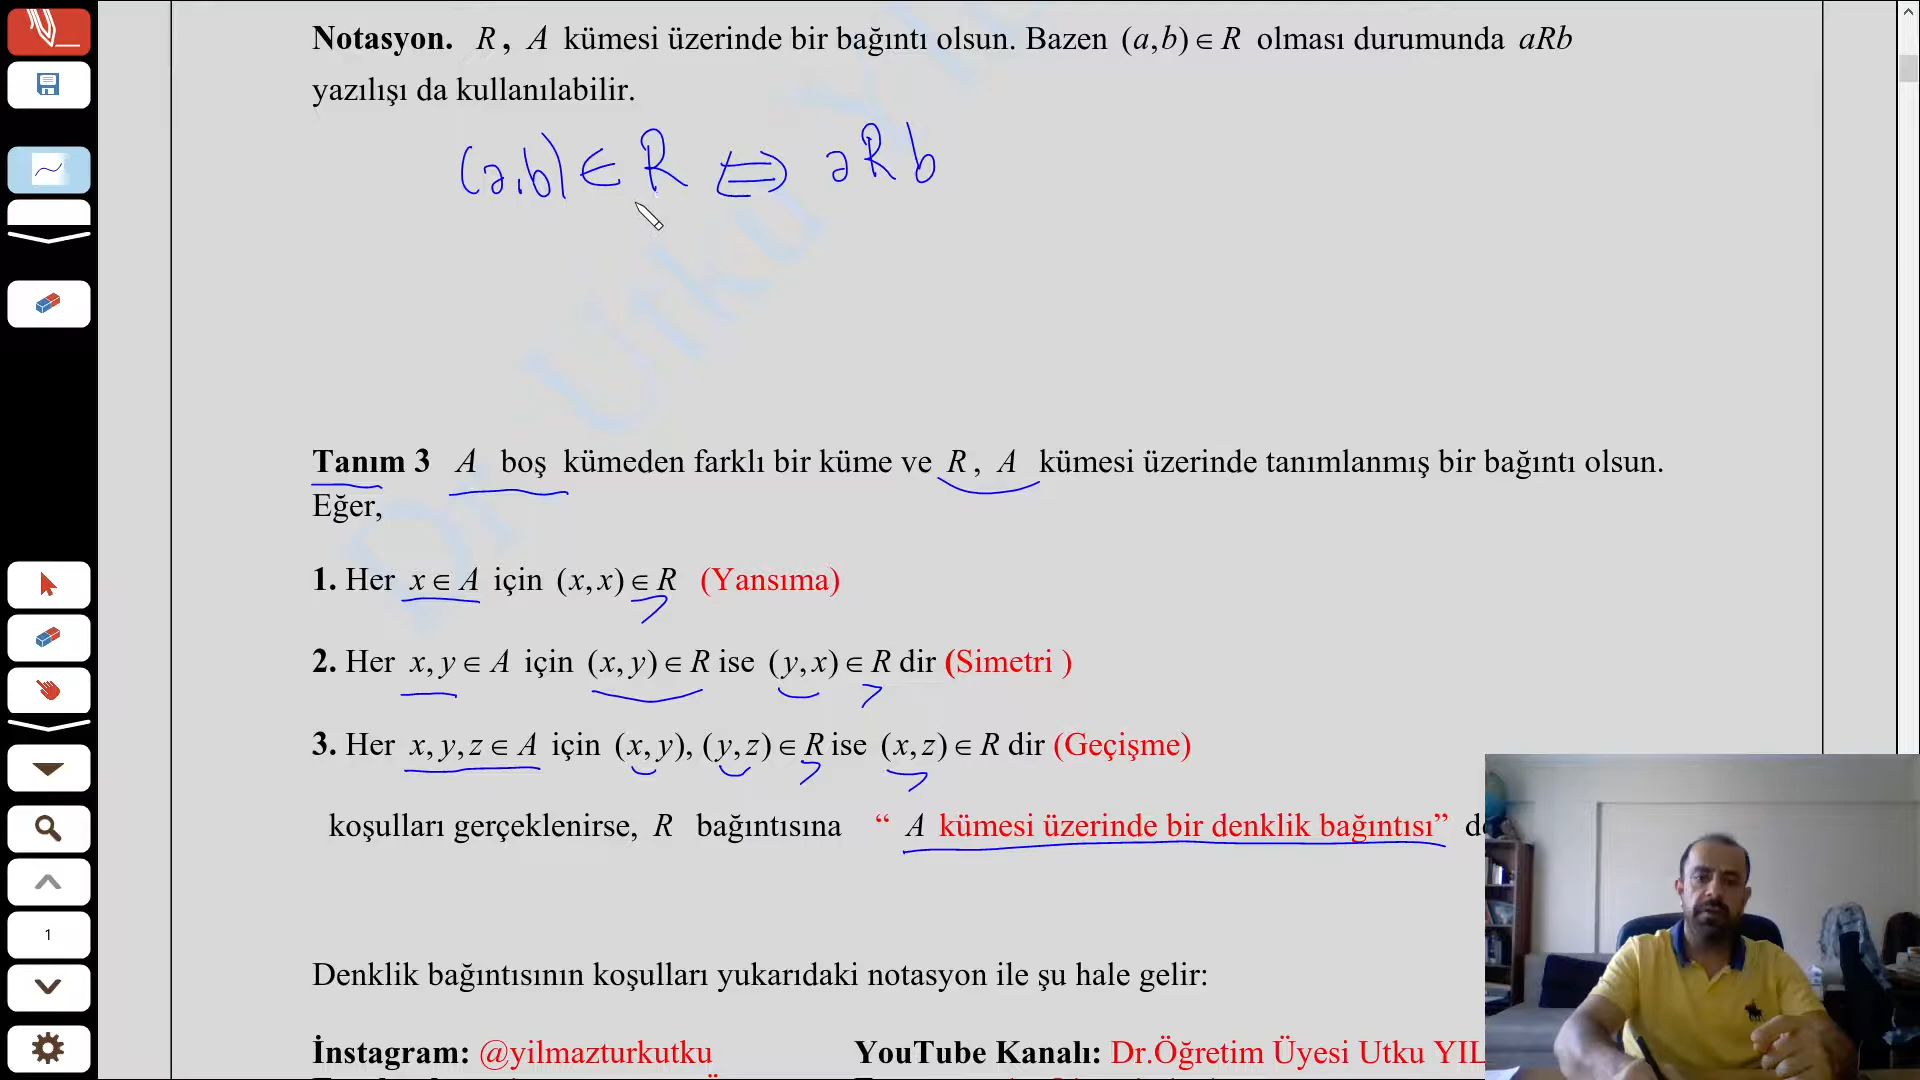 Notasyon. R, A kümesi üzerinde bir bağıntı olsun. Bazen (a,b)∈R olması durumunda aRb
yazılışı da kullanılabilir.
(a,b)∈R ⇔ aRb
Tanım 3 A boş kümeden farklı bir küme ve R, A kümesi üzerinde tanımlanmış bir bağıntı olsun.
Eğer,
1. Her x∈A için (x,x)∈R (Yansıma)
2. Her x,y∈A için (x,y)∈R ise (y,x)∈R dir (Simetri )
3. Her x,y,z∈A için (x,y),(y,z)∈R ise (x,z)∈R dir (Geçişme)
koşulları gerçeklenirse, R bağıntısına “ A kümesi üzerinde bir denklik bağıntısı”
Denklik bağıntısının koşulları yukarıdaki notasyon ile şu hale gelir:
İnstagram: @yilmazturkutku YouTube Kanalı: Dr.Öğretim Üyesi Utku YIL
1
Dr Utku